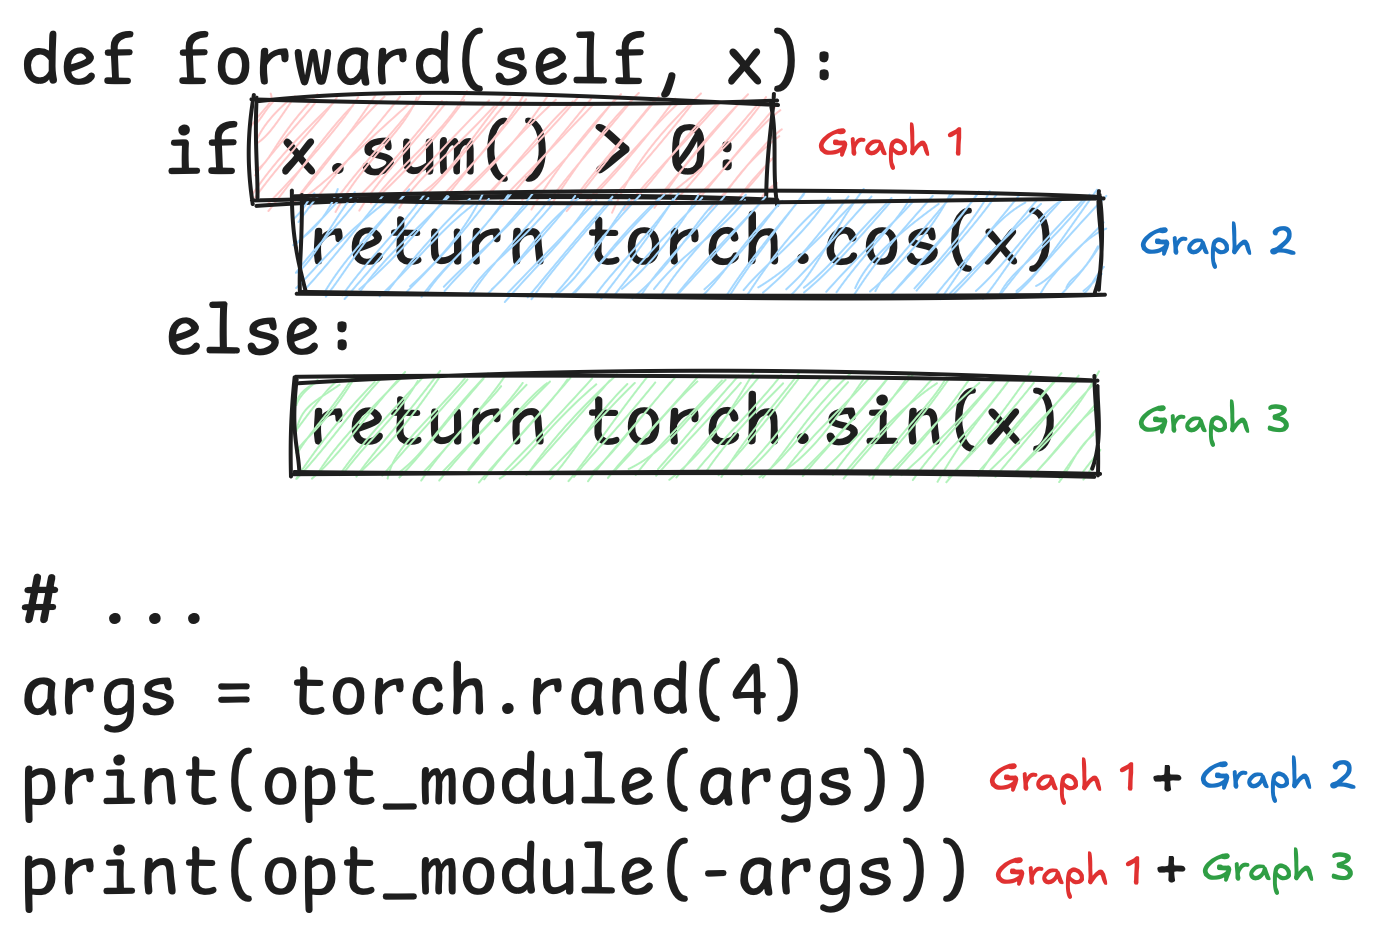 def forward(self, x):
if x.sum() > 0: Graph 1
return torch.cos(x) Graph 2
else:
return torch.sin(x) Graph 3
# ...
args = torch.rand(4)
print(opt_module(args)) Graph 1 + Graph 2
print(opt_module(-args)) Graph 1 + Graph 3